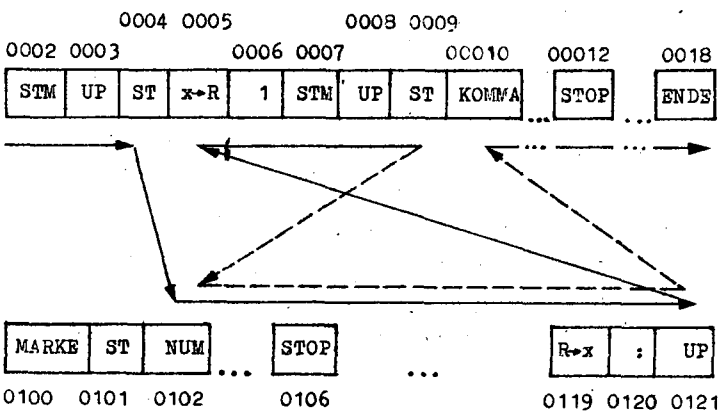 0004 0005 0008 0009
0002 0003 0006 0007 00010 00012 0018
STM UP ST x→R 1 STM UP ST KOMMA ... STOP ... ENDE
... ...
MARKE ST NUM ... STOP ... R→x : UP
0100 0101 0102 0106 0119 0120 0121